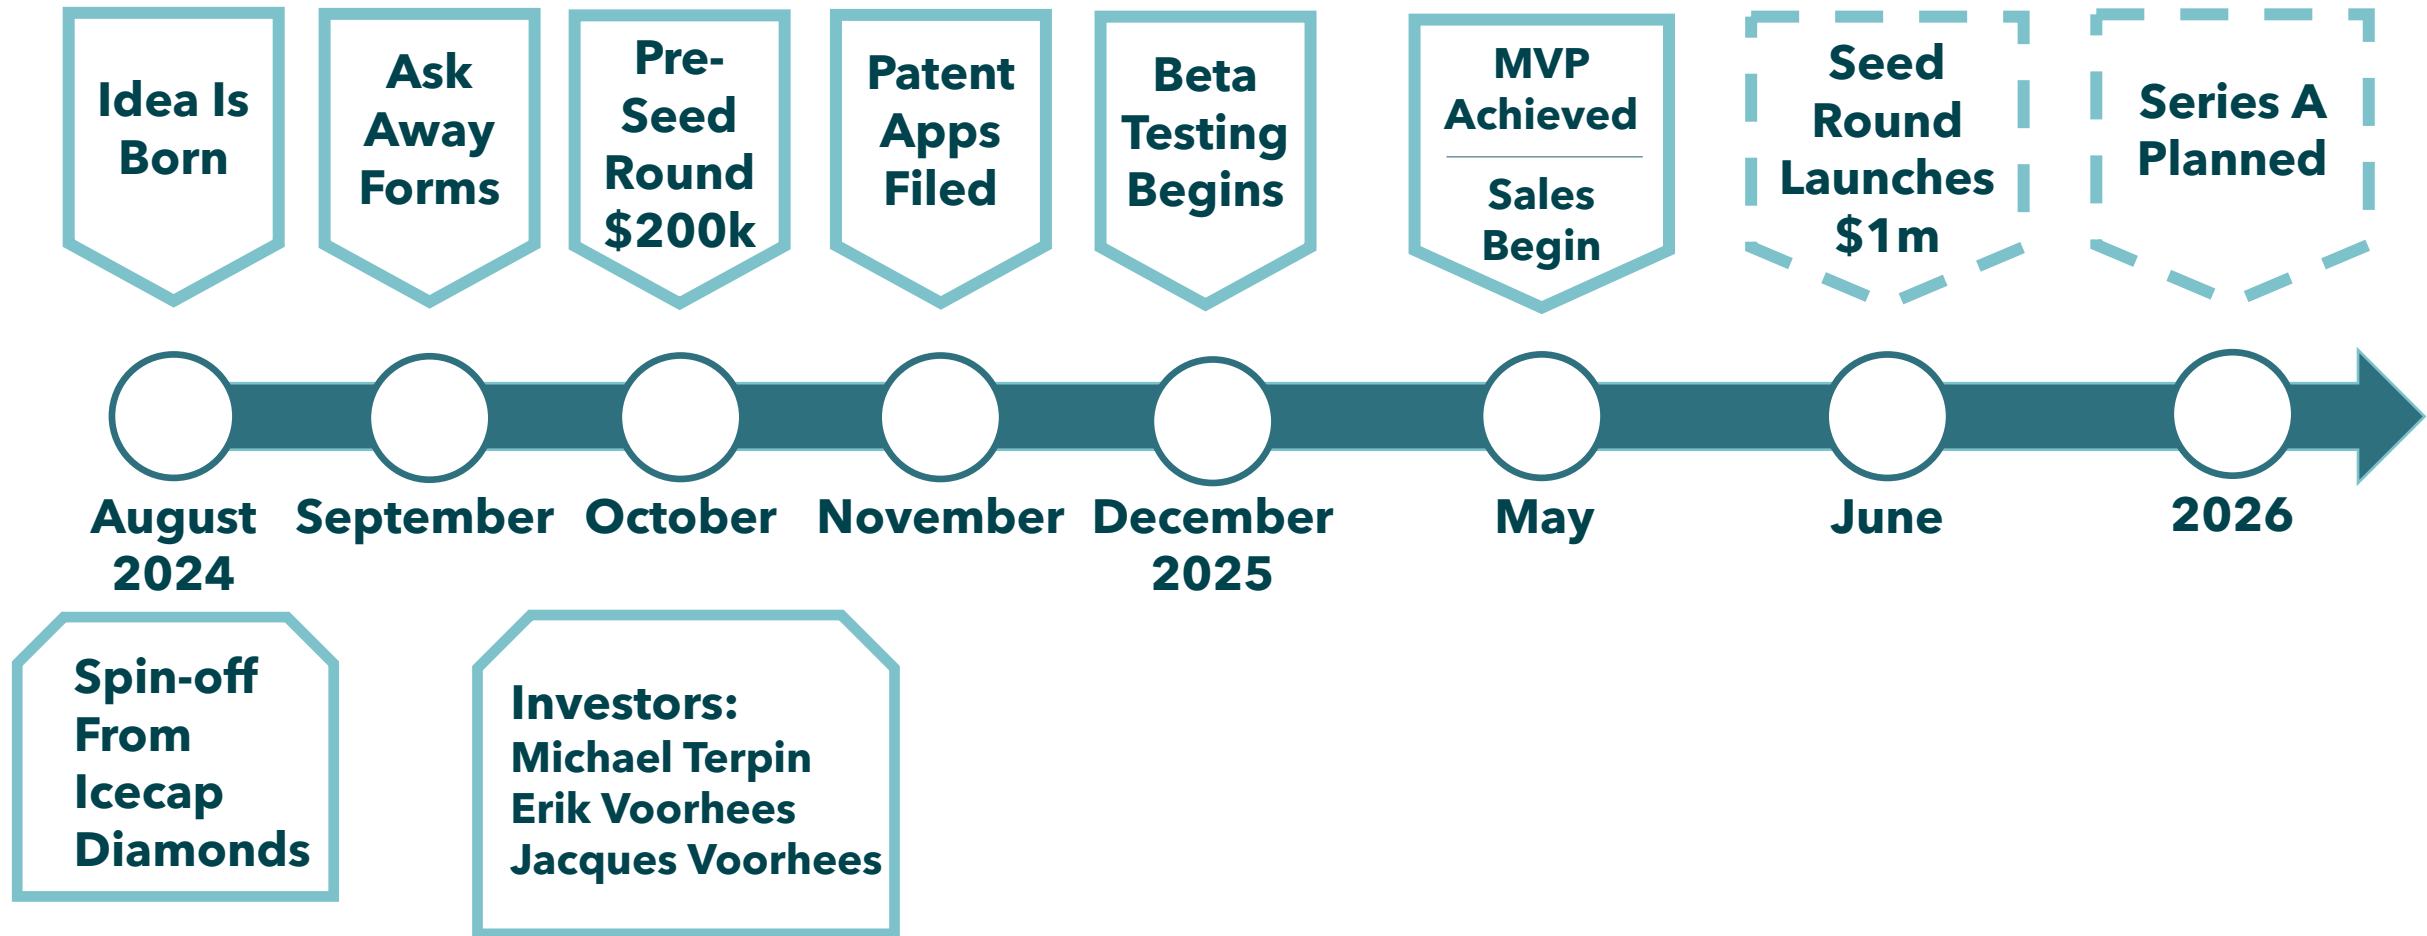 Idea Is
Born
Ask
Away
Forms
Pre-
Seed
Round
$200k
Patent
Apps
Filed
Beta
Testing
Begins
MVP
Achieved
Sales
Begin
Seed
Round
Launches
$1m
Series A
Planned
August
2024
September
October
November
December
2025
May
June
2026
Spin-off
From
Icecap
Diamonds
Investors:
Michael Terpin
Erik Voorhees
Jacques Voorhees